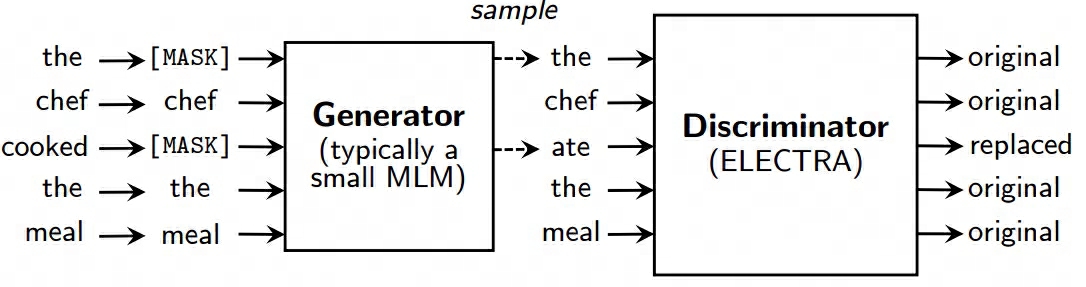 sample
the [MASK] the original
chef chef Generator chef Discriminator original
cooked [MASK] (typically a ate (ELECTRA) replaced
the the small MLM) the original
meal meal meal original